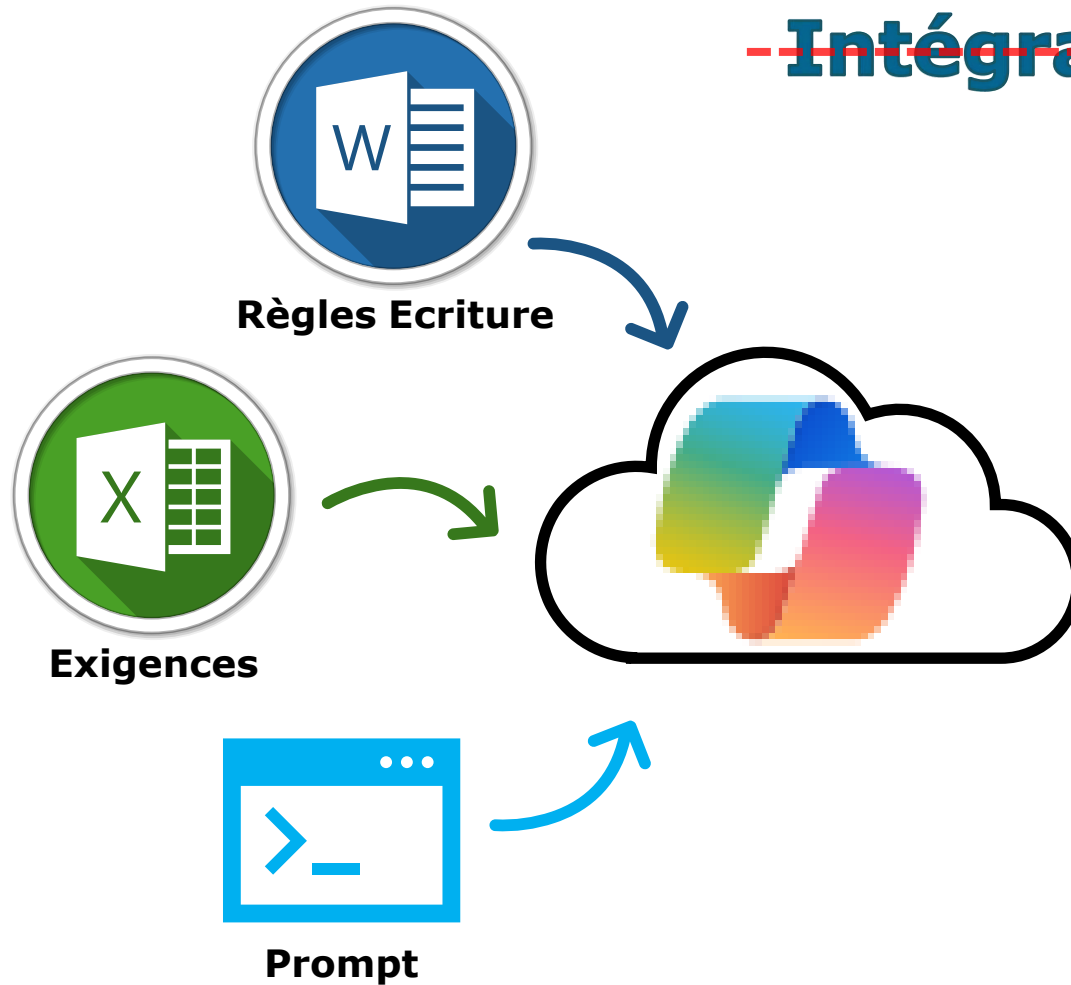 Intégra
W
Règles Ecriture
X
Exigences
>_
Prompt